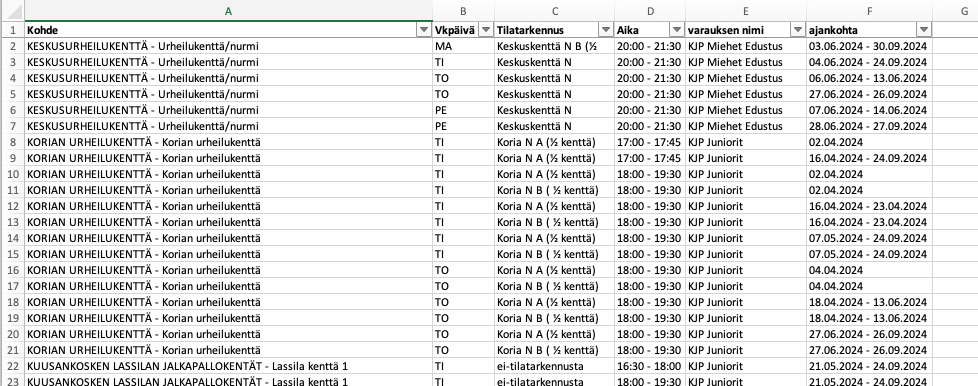 A B C D E F G
1 Kohde Vkpäivä Tilatarkennus Aika varauksen nimi ajankohta
2 KESKUSURHEILUKENTTÄ - Urheilukenttä/nurmi MA Keskuskenttä N B (½ 20:00 - 21:30 KJP Miehet Edustus 03.06.2024 - 30.09.2024
3 KESKUSURHEILUKENTTÄ - Urheilukenttä/nurmi TI Keskuskenttä N 20:00 - 21:30 KJP Miehet Edustus 04.06.2024 - 24.09.2024
4 KESKUSURHEILUKENTTÄ - Urheilukenttä/nurmi TO Keskuskenttä N 20:00 - 21:30 KJP Miehet Edustus 06.06.2024 - 13.06.2024
5 KESKUSURHEILUKENTTÄ - Urheilukenttä/nurmi TO Keskuskenttä N 20:00 - 21:30 KJP Miehet Edustus 27.06.2024 - 26.09.2024
6 KESKUSURHEILUKENTTÄ - Urheilukenttä/nurmi PE Keskuskenttä N 20:00 - 21:30 KJP Miehet Edustus 07.06.2024 - 14.06.2024
7 KESKUSURHEILUKENTTÄ - Urheilukenttä/nurmi PE Keskuskenttä N 20:00 - 21:30 KJP Miehet Edustus 28.06.2024 - 27.09.2024
8 KORIAN URHEILUKENTTÄ - Korian urheilukenttä TI Koria N A (½ kenttä) 17:00 - 17:45 KJP Juniorit 02.04.2024
9 KORIAN URHEILUKENTTÄ - Korian urheilukenttä TI Koria N A (½ kenttä) 17:00 - 17:45 KJP Juniorit 16.04.2024 - 24.09.2024
10 KORIAN URHEILUKENTTÄ - Korian urheilukenttä TI Koria N A (½ kenttä) 18:00 - 19:30 KJP Juniorit 02.04.2024
11 KORIAN URHEILUKENTTÄ - Korian urheilukenttä TI Koria N B ( ½ kenttä) 18:00 - 19:30 KJP Juniorit 02.04.2024
12 KORIAN URHEILUKENTTÄ - Korian urheilukenttä TI Koria N A (½ kenttä) 18:00 - 19:30 KJP Juniorit 16.04.2024 - 23.04.2024
13 KORIAN URHEILUKENTTÄ - Korian urheilukenttä TI Koria N B ( ½ kenttä) 18:00 - 19:30 KJP Juniorit 16.04.2024 - 23.04.2024
14 KORIAN URHEILUKENTTÄ - Korian urheilukenttä TI Koria N A (½ kenttä) 18:00 - 19:30 KJP Juniorit 07.05.2024 - 24.09.2024
15 KORIAN URHEILUKENTTÄ - Korian urheilukenttä TI Koria N B ( ½ kenttä) 18:00 - 19:30 KJP Juniorit 07.05.2024 - 24.09.2024
16 KORIAN URHEILUKENTTÄ - Korian urheilukenttä TO Koria N A (½ kenttä) 18:00 - 19:30 KJP Juniorit 04.04.2024
17 KORIAN URHEILUKENTTÄ - Korian urheilukenttä TO Koria N B ( ½ kenttä) 18:00 - 19:30 KJP Juniorit 04.04.2024
18 KORIAN URHEILUKENTTÄ - Korian urheilukenttä TO Koria N A (½ kenttä) 18:00 - 19:30 KJP Juniorit 18.04.2024 - 13.06.2024
19 KORIAN URHEILUKENTTÄ - Korian urheilukenttä TO Koria N B ( ½ kenttä) 18:00 - 19:30 KJP Juniorit 18.04.2024 - 13.06.2024
20 KORIAN URHEILUKENTTÄ - Korian urheilukenttä TO Koria N A (½ kenttä) 18:00 - 19:30 KJP Juniorit 27.06.2024 - 26.09.2024
21 KORIAN URHEILUKENTTÄ - Korian urheilukenttä TO Koria N B ( ½ kenttä) 18:00 - 19:30 KJP Juniorit 27.06.2024 - 26.09.2024
22 KUUSANKOSKEN LASSILAN JALKAPALLOKENTÄT - Lassila kenttä 1 TI ei-tilatarkennusta 16:30 - 18:00 KJP Juniorit 21.05.2024 - 24.09.2024
23 KUUSANKOSKEN LASSILAN JALKAPALLOKENTÄT - Lassila kenttä 1 TI ei-tilatarkennusta 18:00 - 19:30 KJP Juniorit 21.05.2024 - 24.09.2024